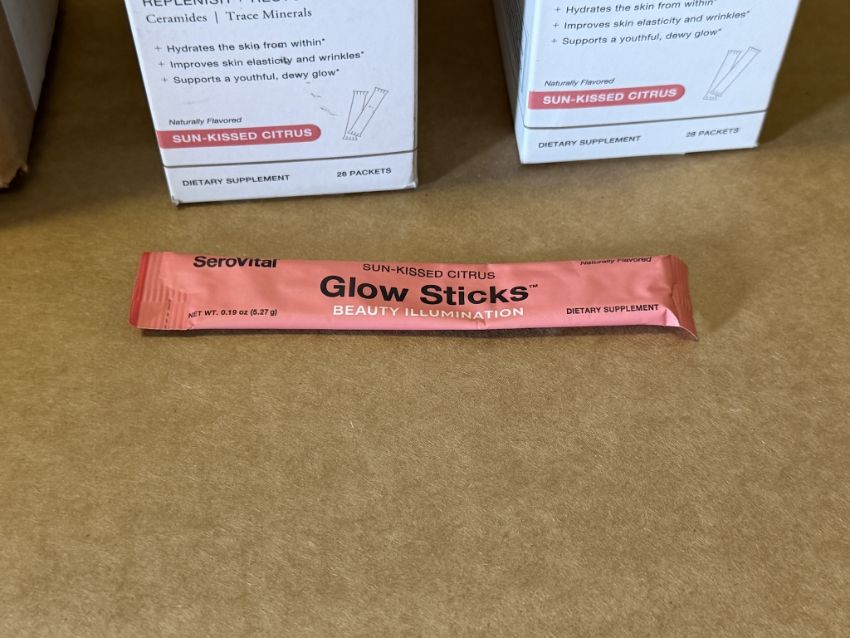 REPLENISH +
Ceramides | Trace Minerals
+ Hydrates the skin from within*
+ Improves skin elasticity and wrinkles*
+ Supports a youthful, dewy glow*
Naturally Flavored
SUN-KISSED CITRUS
DIETARY SUPPLEMENT
28 PACKETS
+ Hydrates the skin from within*
+ Improves skin elasticity and wrinkles*
+ Supports a youthful, dewy glow*
Naturally Flavored
SUN-KISSED CITRUS
DIETARY SUPPLEMENT
28 PACKETS
SeroVital
SUN-KISSED CITRUS
Naturally Flavored
Glow Sticks™
NET WT. 0.19 oz (5.27 g)
BEAUTY ILLUMINATION
DIETARY SUPPLEMENT